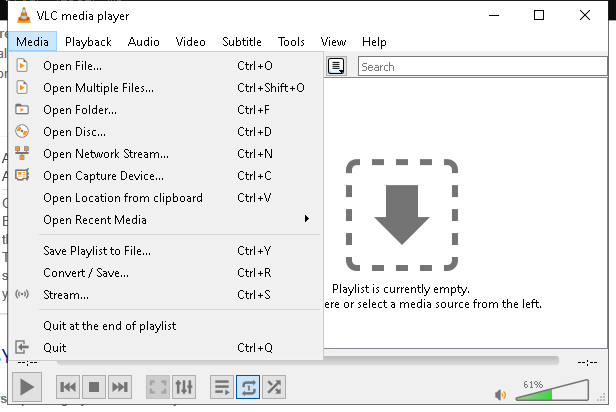 VLC media player
Media Playback Audio Video Subtitle Tools View Help
Search
Open File... Ctrl+O
Open Multiple Files... Ctrl+Shift+O
Open Folder... Ctrl+F
Open Disc... Ctrl+D
Open Network Stream... Ctrl+N
Open Capture Device... Ctrl+C
Open Location from clipboard Ctrl+V
Open Recent Media
Save Playlist to File... Ctrl+Y
Convert / Save... Ctrl+R
Stream... Ctrl+S
Quit at the end of playlist
Quit Ctrl+Q
Playlist is currently empty.
ere or select a media source from the left.
--:-- --:--
61%